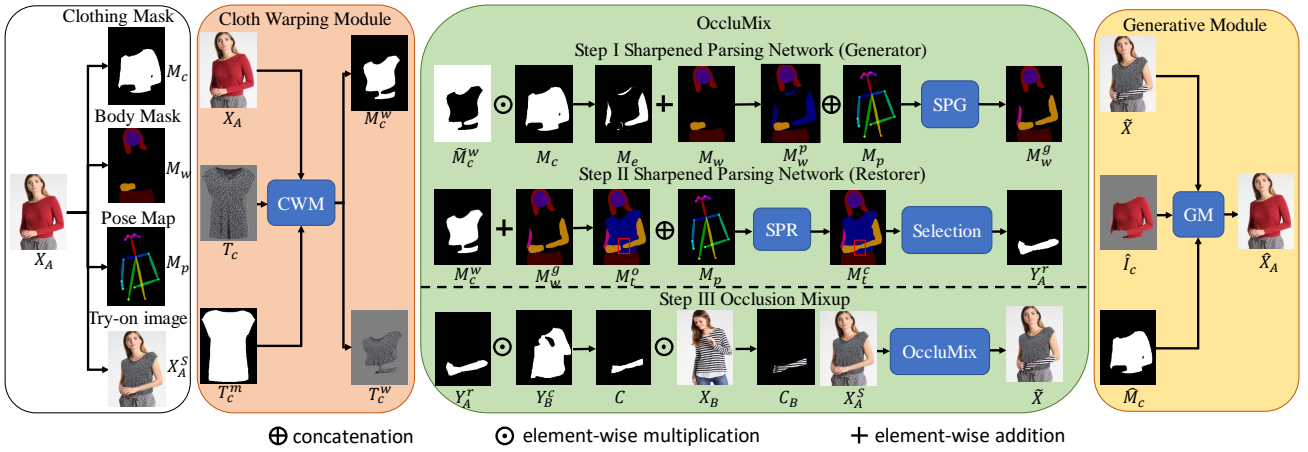 Clothing Mask
M_c
Body Mask
M_w
Pose Map
M_p
Try-on image
X_A^S
X_A
Cloth Warping Module
X_A
T_c
T_c^m
CWM
M_c^w
T_c^w
OccluMix
Step I Sharpened Parsing Network (Generator)
SPG
M̃_c^w M_c M_e M_w M_w^p M_p M_w^g
Step II Sharpened Parsing Network (Restorer)
SPR Selection
M_c^w M_w^g M_t^o M_p M_t^c Y_A^r
Step III Occlusion Mixup
OccluMix
Y_A^r Y_B^c C X_B C_B X_A^S X̃
Generative Module
X̃
Î_c
M̂_c
GM
X̂_A
⊕ concatenation ⊙ element-wise multiplication + element-wise addition